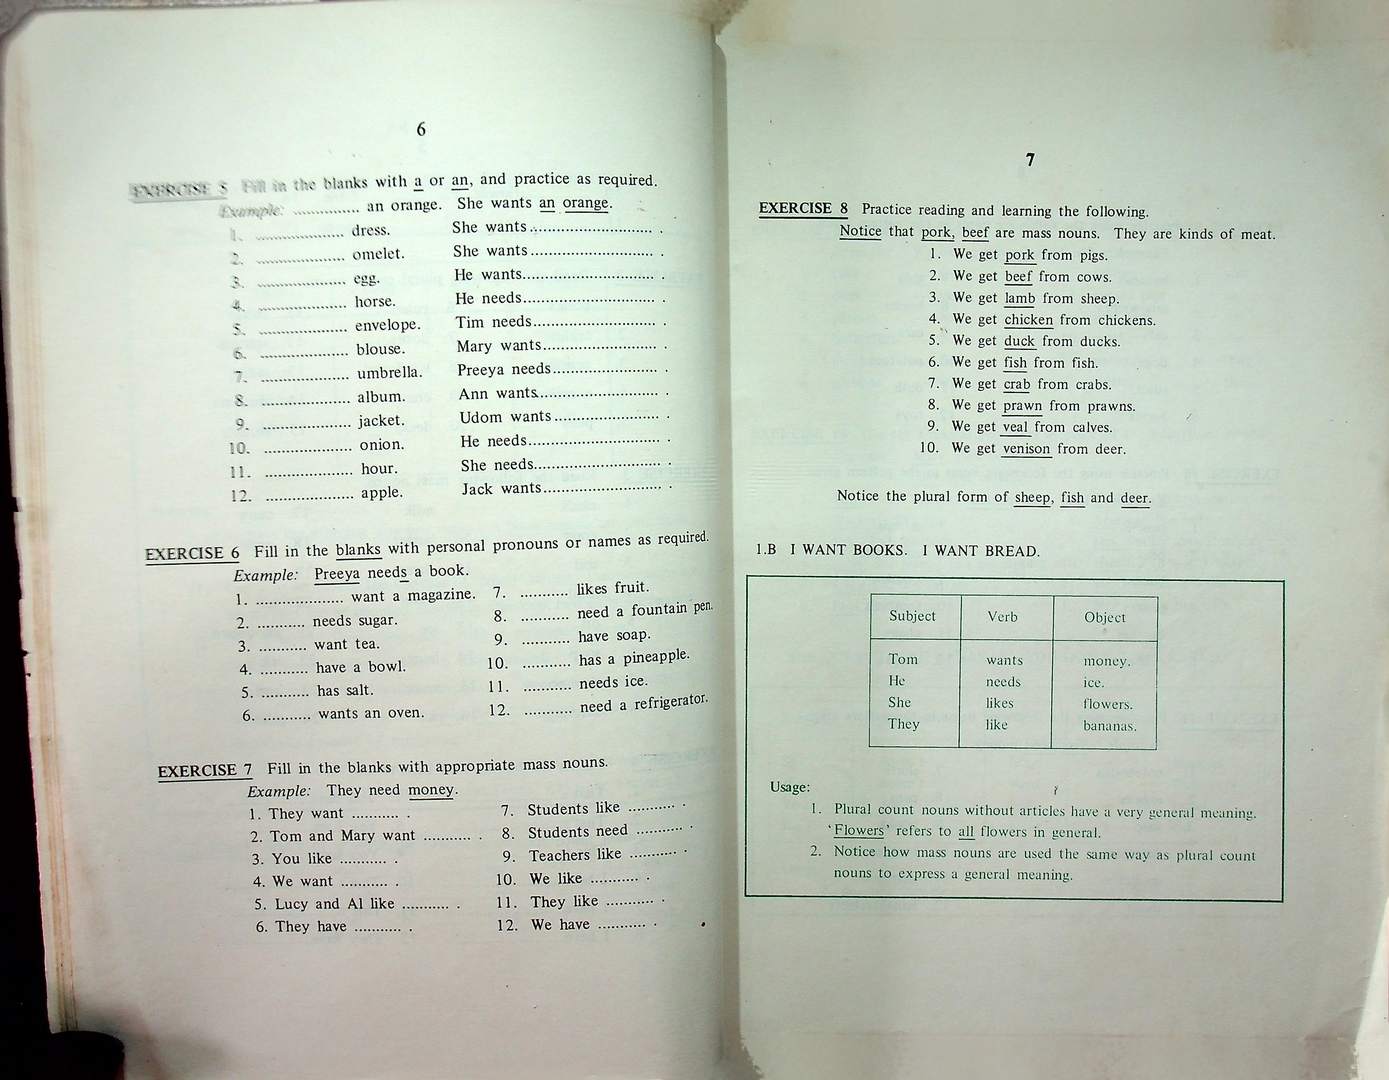 6
EXERCISE 5 Fill in the blanks with a or an, and practice as required.
Example: ............... an orange. She wants an orange.
1. .................... dress. She wants ............................ .
2. .................... omelet. She wants ............................ .
3. .................... egg. He wants.............................. .
4. .................... horse. He needs.............................. .
5. .................... envelope. Tim needs............................ .
6. .................... blouse. Mary wants.......................... .
7. .................... umbrella. Preeya needs........................ .
8. .................... album. Ann wants............................ .
9. .................... jacket. Udom wants ........................ .
10. .................... onion. He needs.............................. .
11. .................... hour. She needs............................. .
12. .................... apple. Jack wants........................... .
EXERCISE 6 Fill in the blanks with personal pronouns or names as required.
Example: Preeya needs a book.
1. .................... want a magazine.
2. ........... needs sugar.
3. ........... want tea.
4. ........... have a bowl.
5. ........... has salt.
6. ........... wants an oven.
7. ........... likes fruit.
8. ........... need a fountain pen.
9. ........... have soap.
10. ........... has a pineapple.
11. ........... needs ice.
12. ........... need a refrigerator.
EXERCISE 7 Fill in the blanks with appropriate mass nouns.
Example: They need money.
1. They want ........... .
2. Tom and Mary want ........... .
3. You like ........... .
4. We want ........... .
5. Lucy and Al like ........... .
6. They have ........... .
7. Students like ........... .
8. Students need ........... .
9. Teachers like ........... .
10. We like ........... .
11. They like ........... .
12. We have ........... .
7
EXERCISE 8 Practice reading and learning the following.
Notice that pork, beef are mass nouns. They are kinds of meat.
1. We get pork from pigs.
2. We get beef from cows.
3. We get lamb from sheep.
4. We get chicken from chickens.
5. We get duck from ducks.
6. We get fish from fish.
7. We get crab from crabs.
8. We get prawn from prawns.
9. We get veal from calves.
10. We get venison from deer.
Notice the plural form of sheep, fish and deer.
1.B I WANT BOOKS. I WANT BREAD.
Subject Verb Object
Tom wants money.
He needs ice.
She likes flowers.
They like bananas.
Usage:
1. Plural count nouns without articles have a very general meaning.
'Flowers' refers to all flowers in general.
2. Notice how mass nouns are used the same way as plural count
nouns to express a general meaning.